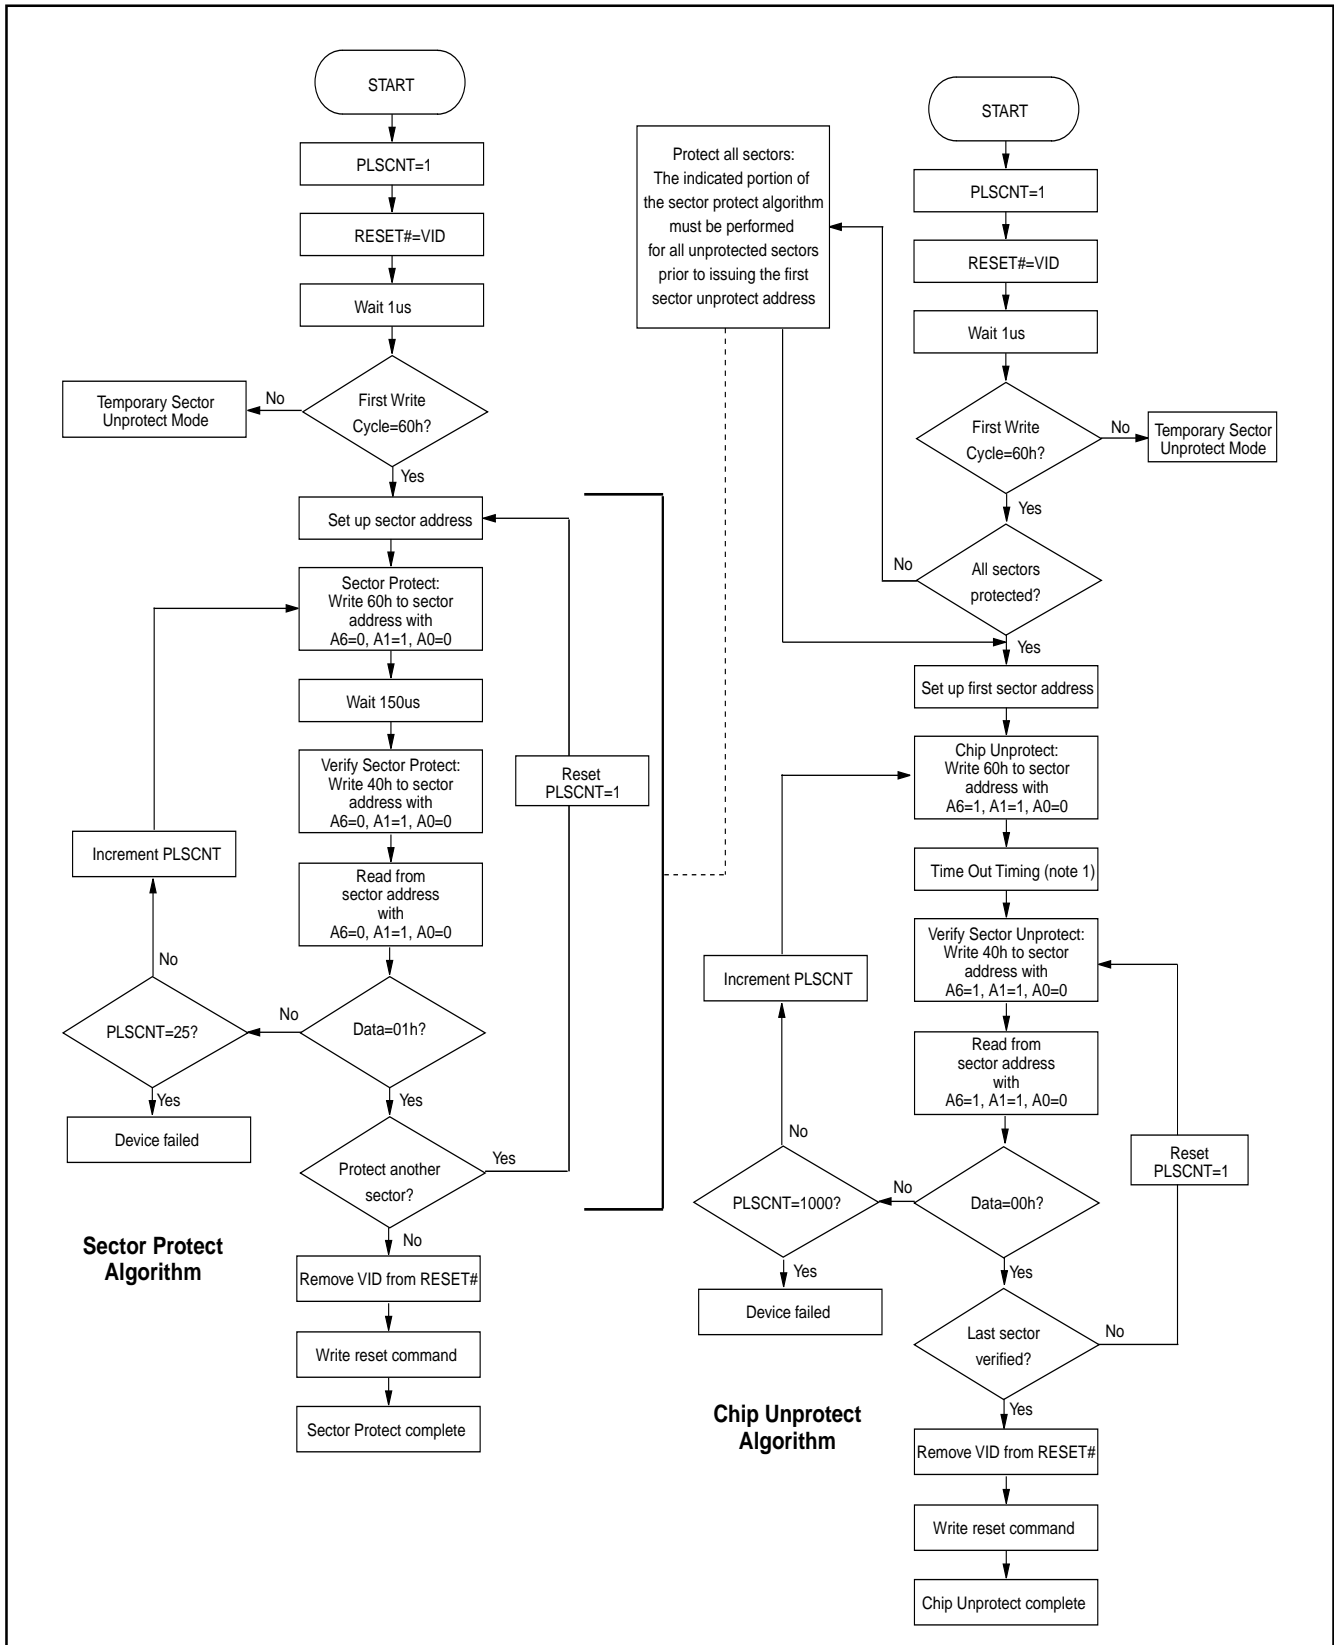 START
PLSCNT=1
RESET#=VID
Wait 1us
First Write
Cycle=60h?
No
Temporary Sector
Unprotect Mode
Yes
Set up sector address
Sector Protect:
Write 60h to sector
address with
A6=0, A1=1, A0=0
Wait 150us
Verify Sector Protect:
Write 40h to sector
address with
A6=0, A1=1, A0=0
Read from
sector address
with
A6=0, A1=1, A0=0
Data=01h?
No
PLSCNT=25?
No
Increment PLSCNT
Yes
Device failed
Yes
Protect another
sector?
Yes
Reset
PLSCNT=1
No
Remove VID from RESET#
Write reset command
Sector Protect complete
Sector Protect
Algorithm
Protect all sectors:
The indicated portion of
the sector protect algorithm
must be performed
for all unprotected sectors
prior to issuing the first
sector unprotect address
START
PLSCNT=1
RESET#=VID
Wait 1us
First Write
Cycle=60h?
No
Temporary Sector
Unprotect Mode
Yes
All sectors
protected?
No
Yes
Set up first sector address
Chip Unprotect:
Write 60h to sector
address with
A6=1, A1=1, A0=0
Time Out Timing (note 1)
Verify Sector Unprotect:
Write 40h to sector
address with
A6=1, A1=1, A0=0
Read from
sector address
with
A6=1, A1=1, A0=0
Data=00h?
No
PLSCNT=1000?
No
Increment PLSCNT
Yes
Device failed
Yes
Last sector
verified?
No
Reset
PLSCNT=1
Yes
Remove VID from RESET#
Write reset command
Chip Unprotect complete
Chip Unprotect
Algorithm